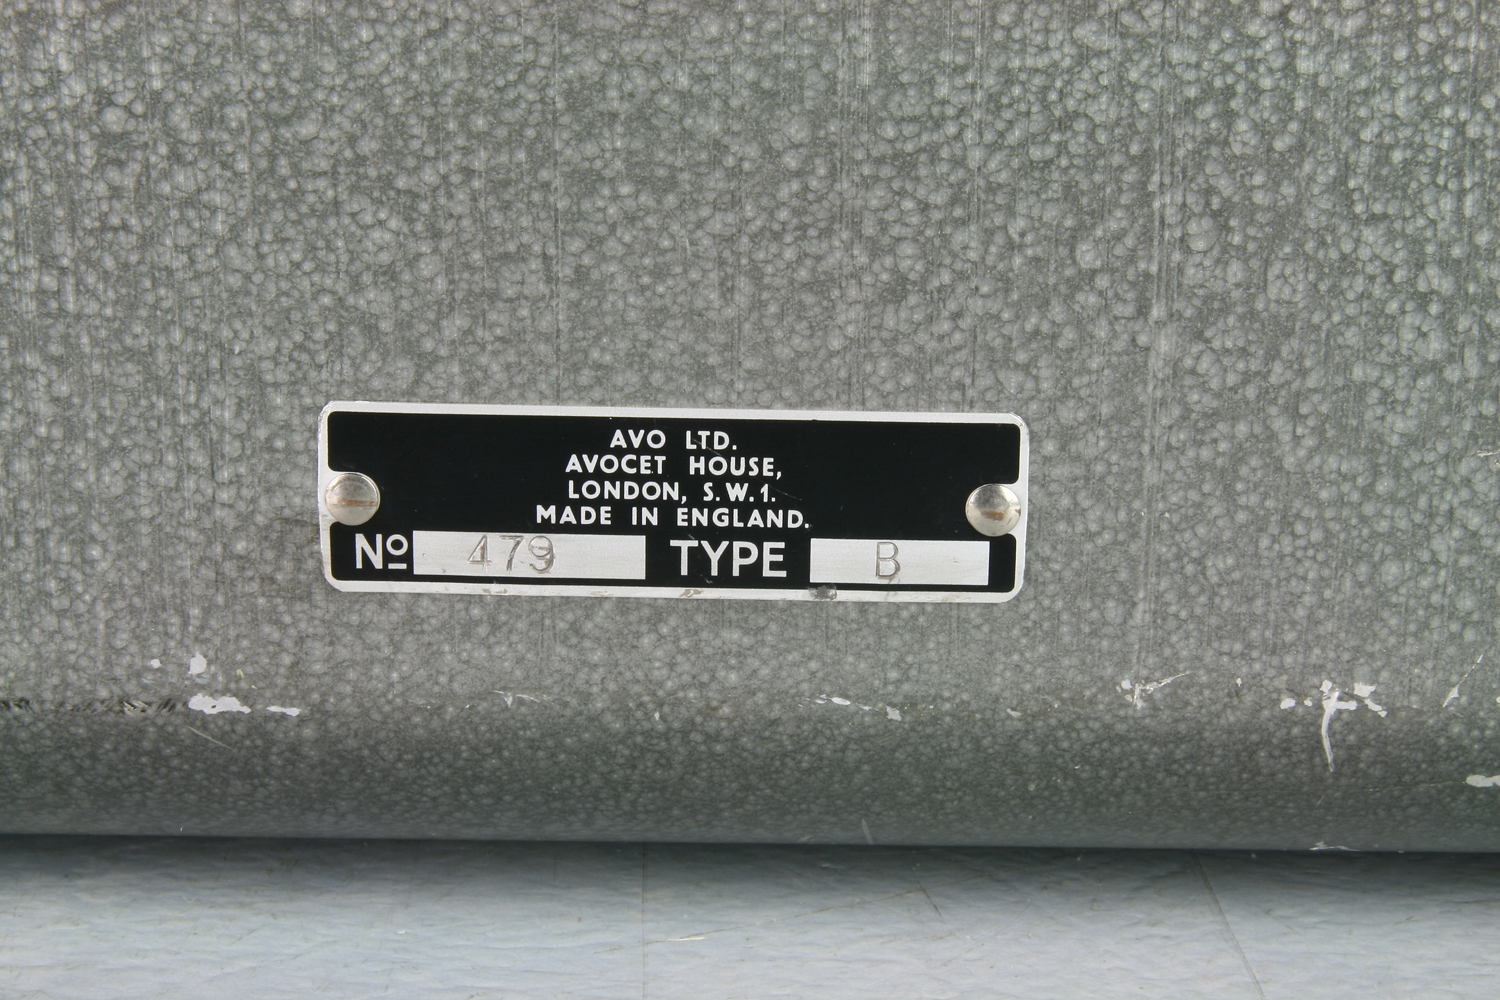 AVO LTD.
AVOCET HOUSE,
LONDON, S.W.1.
MADE IN ENGLAND.
Nº 479 TYPE B